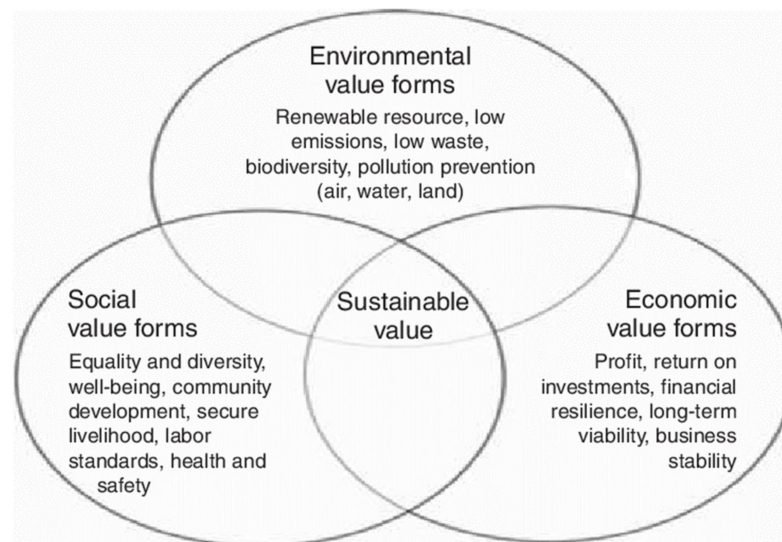 Environmental
value forms
Renewable resource, low
emissions, low waste,
biodiversity, pollution prevention
(air, water, land)
Social
value forms
Equality and diversity,
well-being, community
development, secure
livelihood, labor
standards, health and
safety
Sustainable
value
Economic
value forms
Profit, return on
investments, financial
resilience, long-term
viability, business
stability